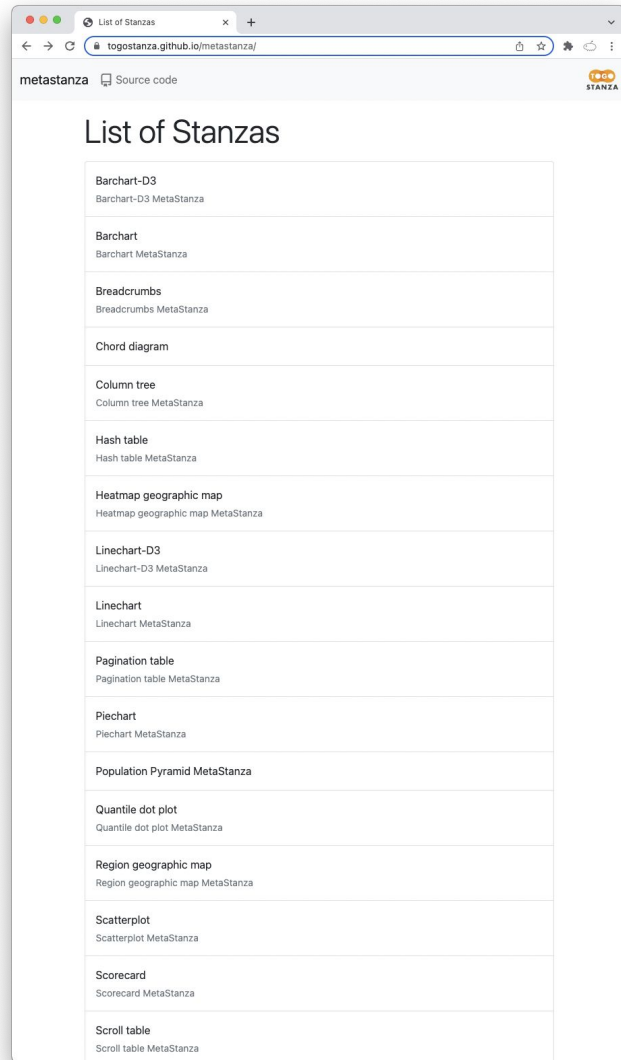 List of Stanzas
togostanza.github.io/metastanza/
metastanza Source code
TOGO
STANZA
List of Stanzas
Barchart-D3
Barchart-D3 MetaStanza
Barchart
Barchart MetaStanza
Breadcrumbs
Breadcrumbs MetaStanza
Chord diagram
Column tree
Column tree MetaStanza
Hash table
Hash table MetaStanza
Heatmap geographic map
Heatmap geographic map MetaStanza
Linechart-D3
Linechart-D3 MetaStanza
Linechart
Linechart MetaStanza
Pagination table
Pagination table MetaStanza
Piechart
Piechart MetaStanza
Population Pyramid MetaStanza
Quantile dot plot
Quantile dot plot MetaStanza
Region geographic map
Region geographic map MetaStanza
Scatterplot
Scatterplot MetaStanza
Scorecard
Scorecard MetaStanza
Scroll table
Scroll table MetaStanza